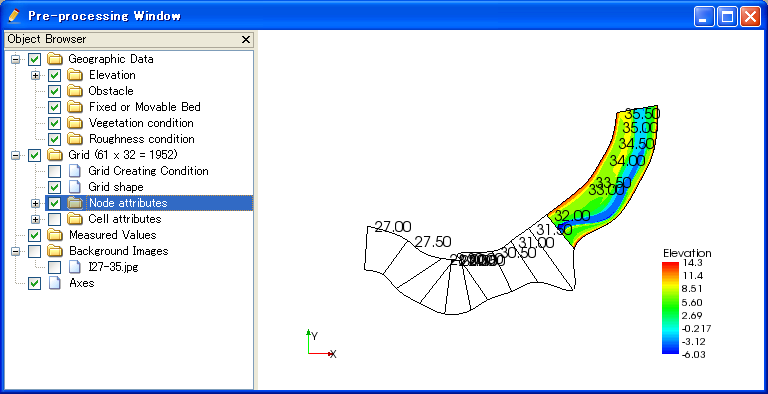 Pre-processing Window
Object Browser
Geographic Data
Elevation
Obstacle
Fixed or Movable Bed
Vegetation condition
Roughness condition
Grid (61 x 32 = 1952)
Grid Creating Condition
Grid shape
Node attributes
Cell attributes
Measured Values
Background Images
I27-35.jpg
Axes
35.50
35.00
34.50
34.00
33.50
33.00
32.00
31.50
31.00
30.50
27.00
27.50
Y
X
Elevation
14.3
11.4
8.51
5.60
2.69
-0.217
-3.12
-6.03